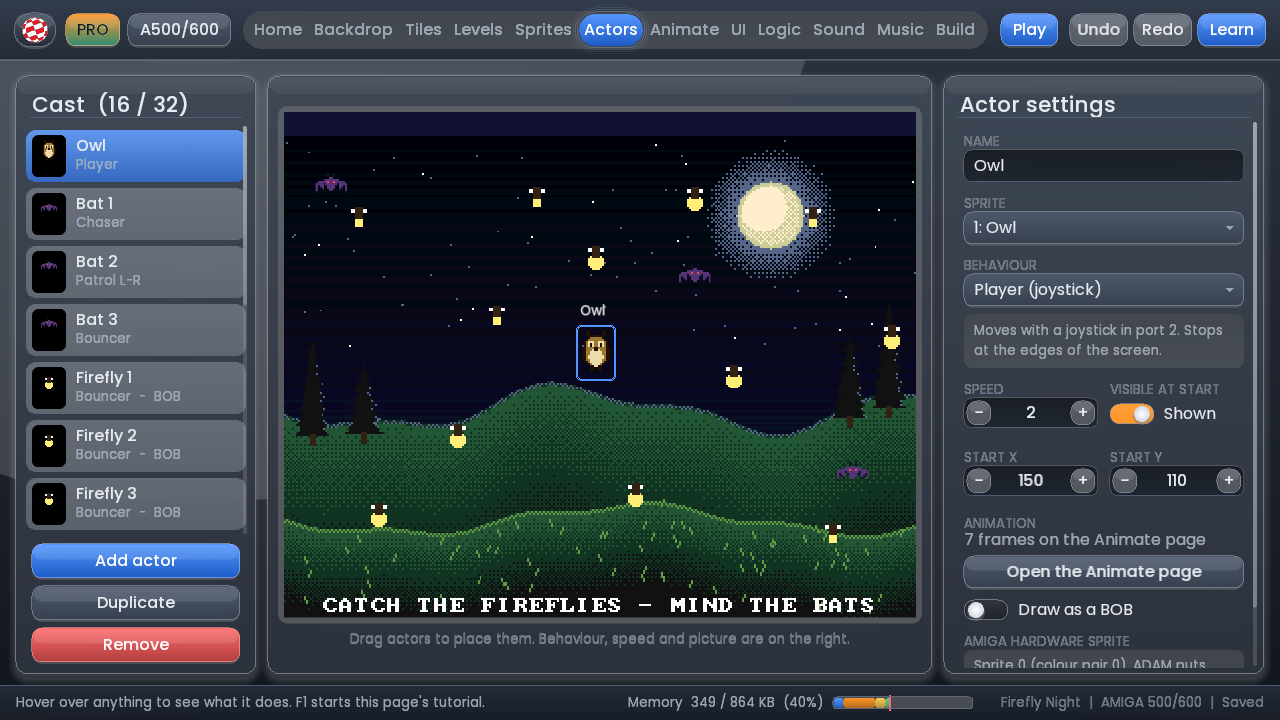 PRO
A500/600
Home Backdrop Tiles Levels Sprites Actors Animate UI Logic Sound Music Build
Play Undo Redo Learn
Cast (16 / 32)
Owl
Player
Bat 1
Chaser
Bat 2
Patrol L-R
Bat 3
Bouncer
Firefly 1
Bouncer - BOB
Firefly 2
Bouncer - BOB
Firefly 3
Bouncer - BOB
Add actor
Duplicate
Remove
Owl
CATCH THE FIREFLIES - MIND THE BATS
Drag actors to place them. Behaviour, speed and picture are on the right.
Actor settings
NAME
Owl
SPRITE
1: Owl
BEHAVIOUR
Player (joystick)
Moves with a joystick in port 2. Stops
at the edges of the screen.
SPEED VISIBLE AT START
− 2 + Shown
START X START Y
− 150 + − 110 +
ANIMATION
7 frames on the Animate page
Open the Animate page
Draw as a BOB
AMIGA HARDWARE SPRITE
Sprite 0 (colour pair 0). ADAM puts
Hover over anything to see what it does. F1 starts this page's tutorial.
Memory 349 / 864 KB (40%)
Firefly Night | AMIGA 500/600 | Saved